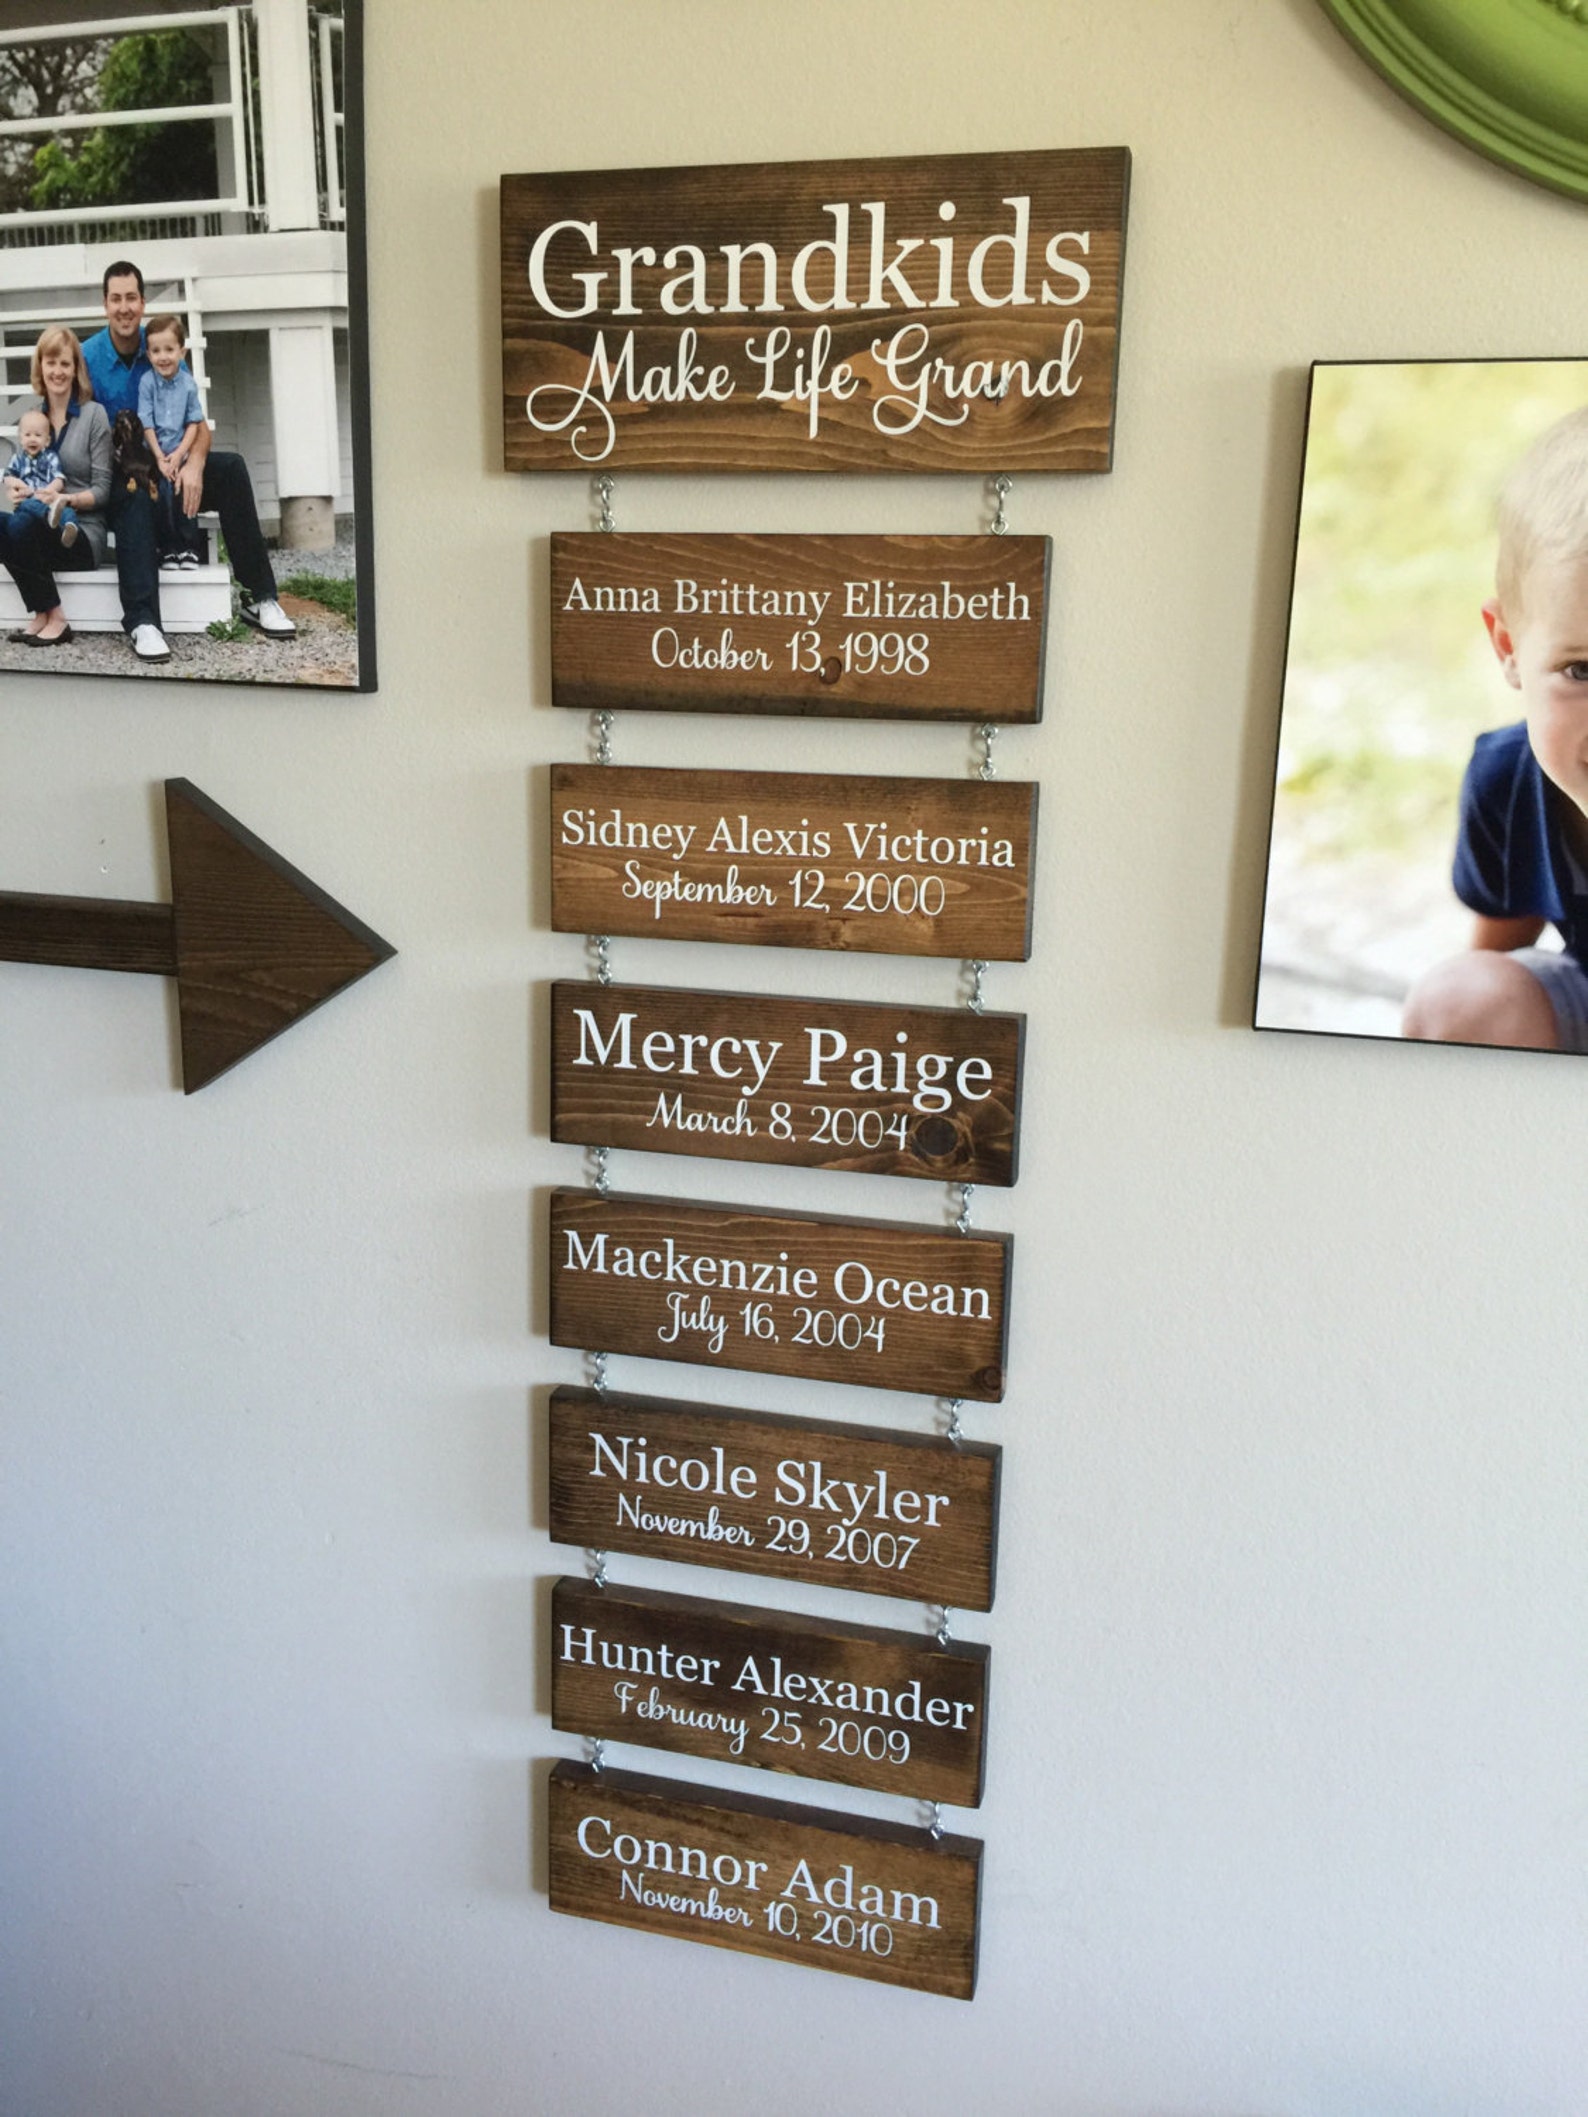 Grandkids
Make Life Grand
Anna Brittany Elizabeth
October 13, 1998
Sidney Alexis Victoria
September 12, 2000
Mercy Paige
March 8, 2004
Mackenzie Ocean
July 16, 2004
Nicole Skyler
November 29, 2007
Hunter Alexander
February 25, 2009
Connor Adam
November 10, 2010